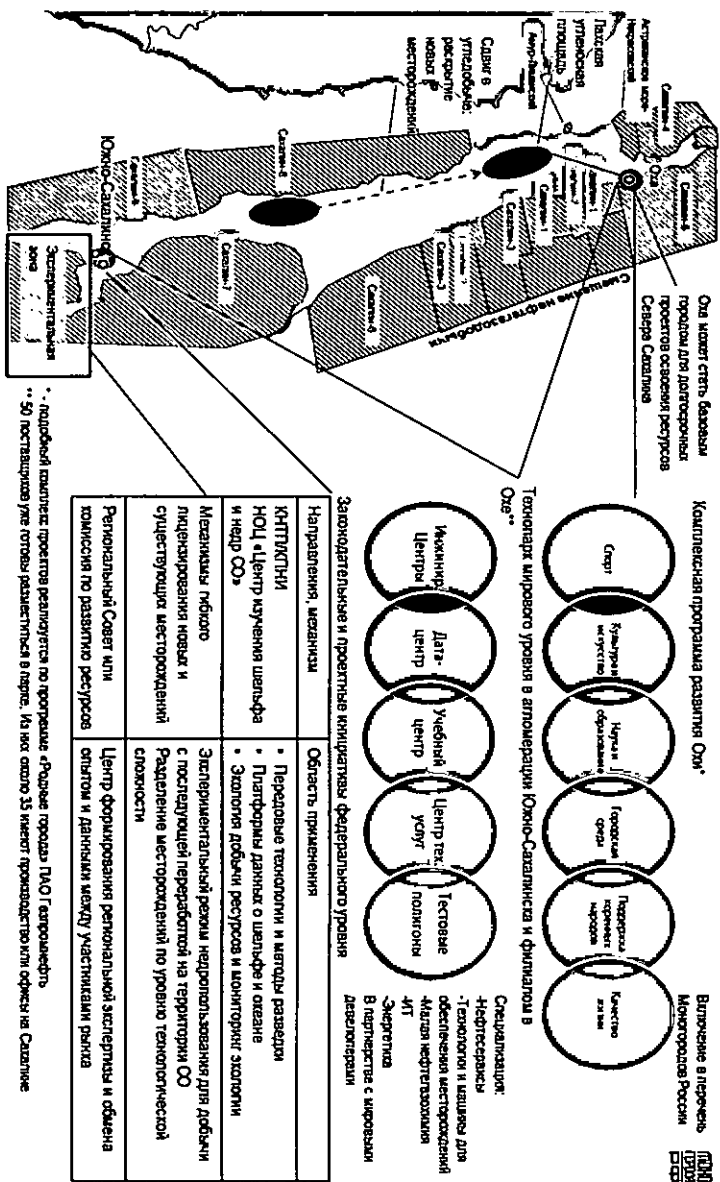 Оха может стать базовым
городом для долгосрочных
проектов освоения ресурсов
Севера Сахалина
Комплексная программа развития Охи*
Включение в перечень
Моногородов России
Спорт
Культура и
искусство
Наука и
образование
Городская
среда
Поддержка
коренных
народов
Качество
жизни
Технопарк мирового уровня в агломерации Южно-Сахалинска и филиалом в
Охе**
Инжинир.
Центры
Дата-
центр
Учебный
центр
Центр тех.
услуг
Тестовые
полигоны
Специализация:
-Нефтесервисы
-Технологии и машины для
обеспечения месторождений
-Малая нефтегазохимия
-ИТ
-Энергетика
В партнерстве с мировыми
девелоперами
Законодательные и проектные инициативы федерального уровня
Направления, механизм
Область применения
КНТП/КПНИ
НОЦ «Центр изучения шельфа
и недр СО»
• Передовые технологии и методы разведки
• Платформы данных о шельфе и океане
• Экология добычи ресурсов и мониторинг экологии
Механизмы гибкого
лицензирования новых и
существующих месторождений
Экспериментальный режим недропользования для добычи
с последующей переработкой на территории СО
Разделение месторождений по уровню технологической
сложности
Региональный Совет или
комиссия по развитию ресурсов
Центр формирования региональной экспертизы и обмена
опытом и данными между участниками рынка
Сахалин-4
Сахалин-5
Оха
Лахская
угленосная
площадь
Сдвиг в
угледобыче:
раскрытие
новых
месторождений
Сахалин-1
Сахалин-1
Сахалин-3
Сахалин-3
Сахалин-6
Сахалин-7
Сахалин-8
Смещение нефтегазодобычи
Южно-Сахалинск
Экспериментальная
зона
* - подобный комплекс проектов реализуется по программе «Родные города» ПАО Газпромнефть
** 50 поставщиков уже готовы разместиться в парке. Из них около 35 имеют производство или офисы на Сахалине